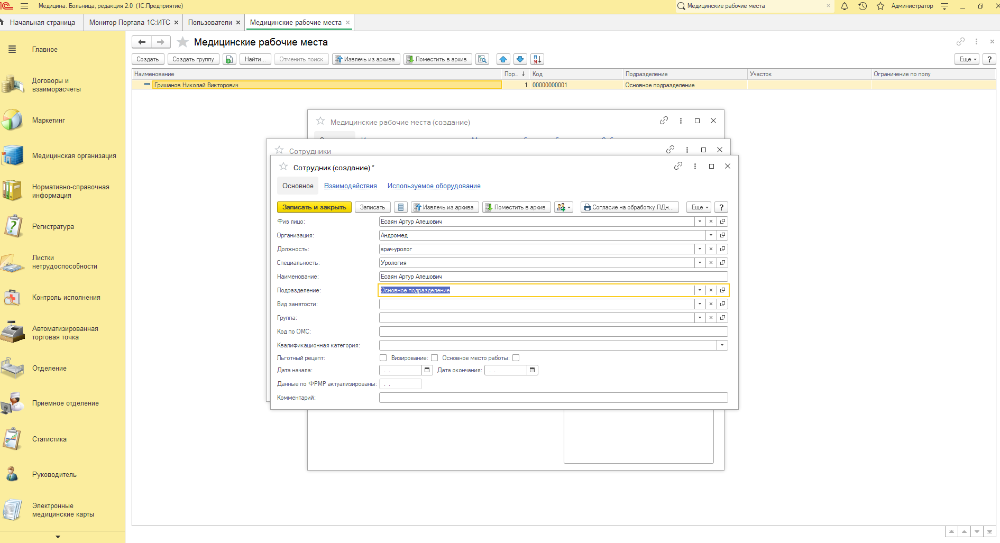 Медицина. Больница, редакция 2.0 (1С:Предприятие)
Медицинские рабочие места
Администратор
Начальная страница
Монитор Портала 1С:ИТС
Пользователи
Медицинские рабочие места
Главное
Договоры и
взаиморасчеты
Маркетинг
Медицинская организация
Нормативно-справочная
информация
Регистратура
Листки
нетрудоспособности
Контроль исполнения
Автоматизированная
торговая точка
Отделение
Приемное отделение
Статистика
Руководитель
Электронные
медицинские карты
Медицинские рабочие места
Создать
Создать группу
Найти...
Отменить поиск
Извлечь из архива
Поместить в архив
Еще
?
Наименование
Пор...
Код
Подразделение
Участок
Ограничение по полу
Гришанов Николай Викторович
1
00000000001
Основное подразделение
Медицинские рабочие места (создание)
Сотрудники
Сотрудник (создание) *
Основное
Взаимодействия
Используемое оборудование
Записать и закрыть
Записать
Извлечь из архива
Поместить в архив
Согласие на обработку ПДн...
Еще
?
Физ лицо:
Есаян Артур Алешович
Организация:
Андромед
Должность:
врач-уролог
Специальность:
Урология
Наименование:
Есаян Артур Алешович
Подразделение:
Основное подразделение
Вид занятости:
Группа:
Код по ОМС:
Квалификационная категория:
Льготный рецепт:
Визирование:
Основное место работы:
Дата начала:
. .
Дата окончания:
. .
Данные по ФРМР актуализированы:
. .
Комментарий: